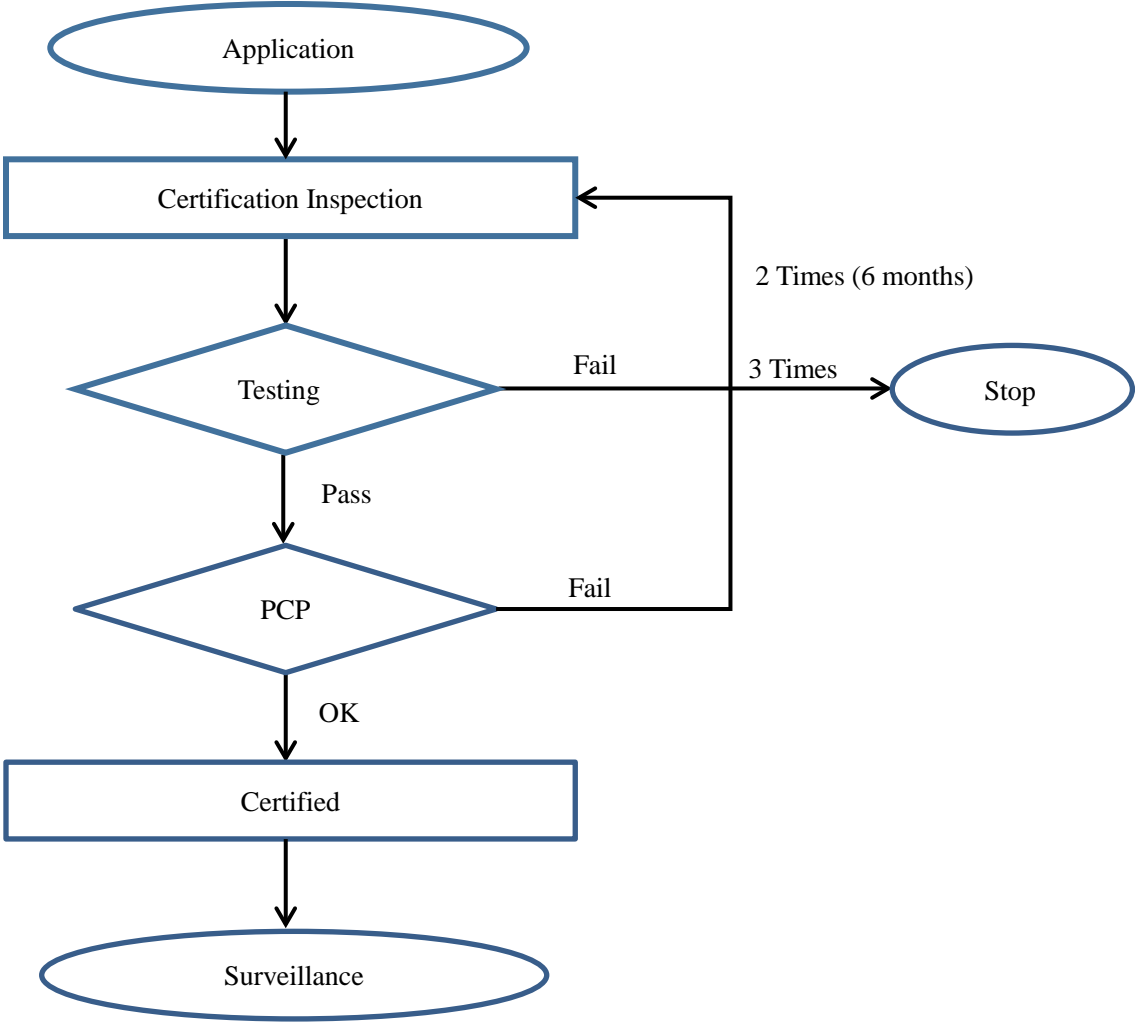 Application
Certification Inspection
2 Times (6 months)
Testing
Fail
3 Times
Stop
Pass
PCP
Fail
OK
Certified
Surveillance